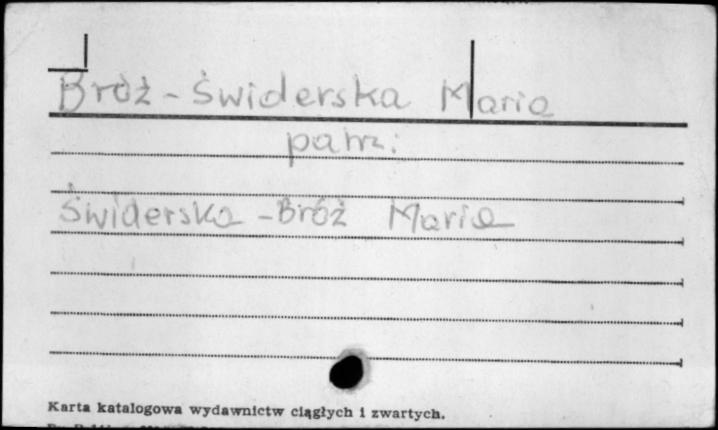 Bróż-Świderska Maria
patrz:
Świderska-Bróż Maria
Karta katalogowa wydawnictw ciągłych i zwartych.